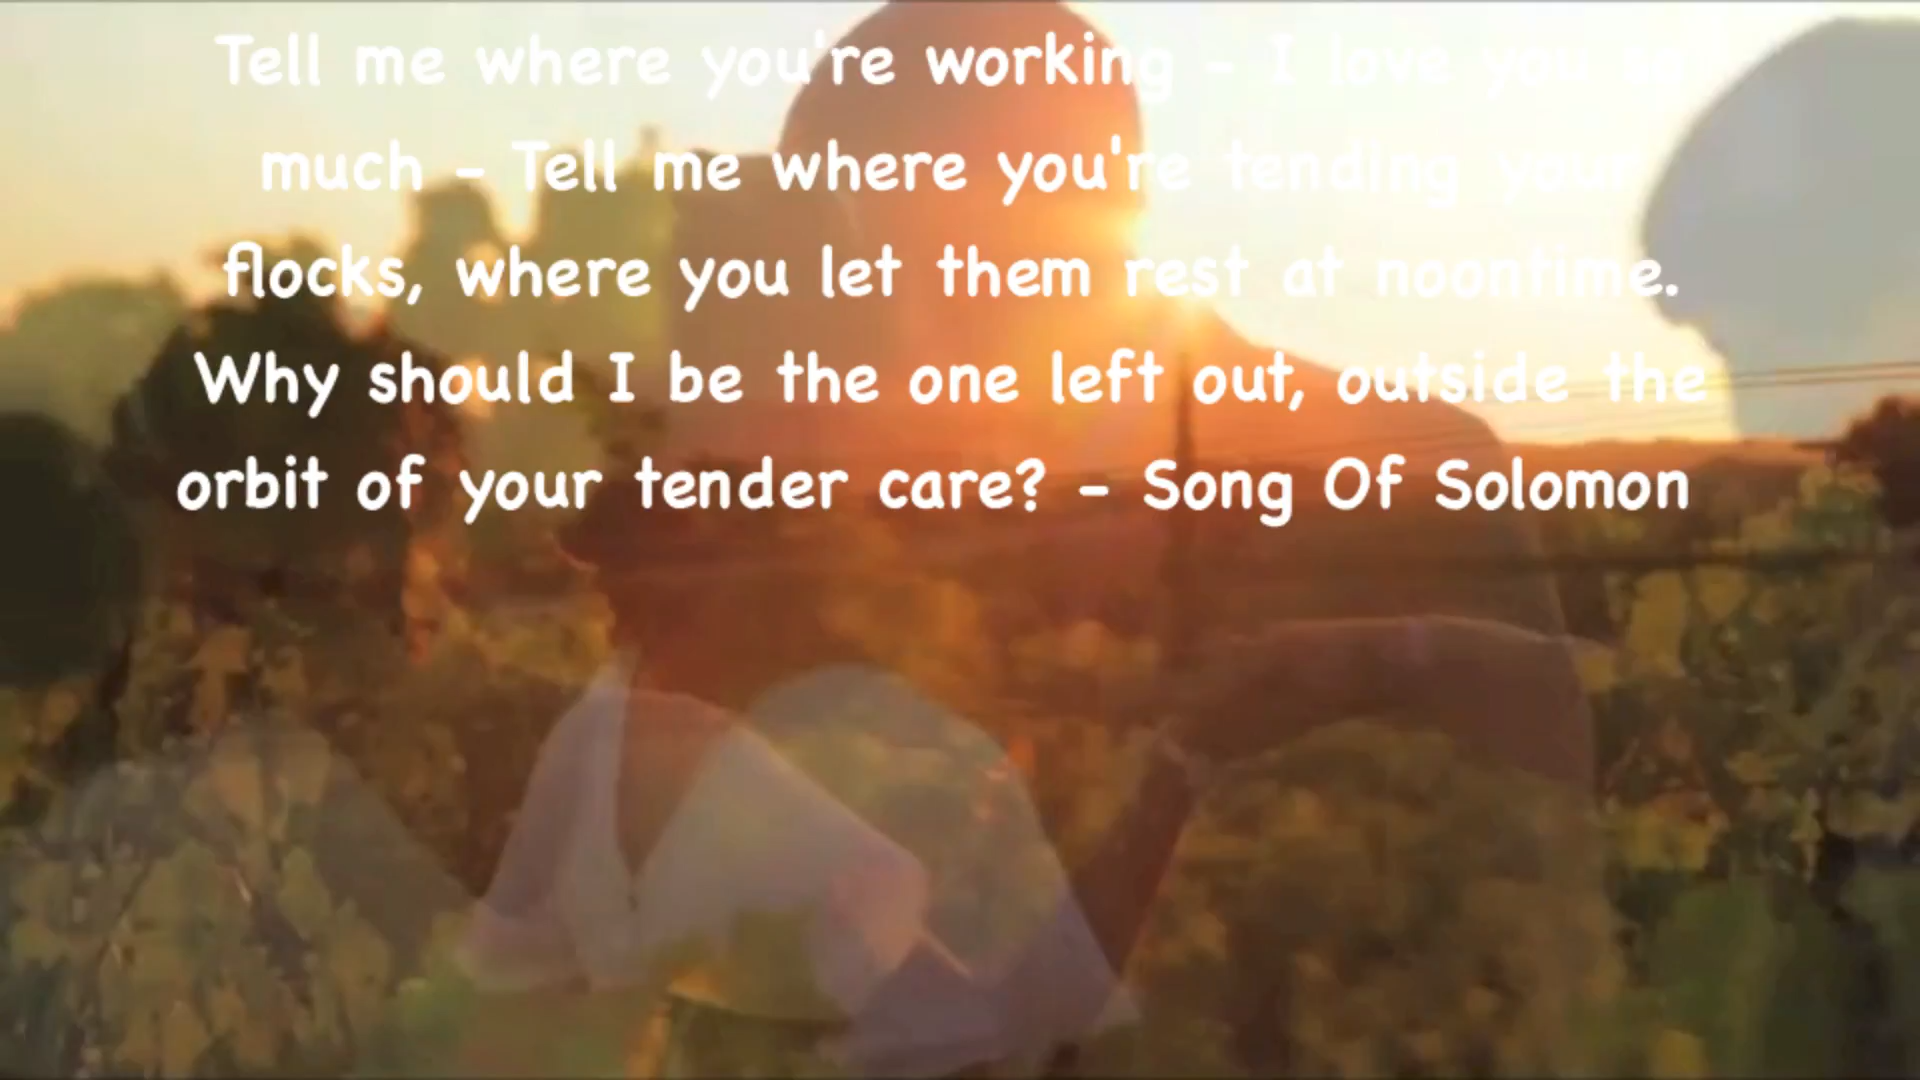 Tell me where you're working - I love you so
much - Tell me where you're tending your
flocks, where you let them rest at noontime.
Why should I be the one left out, outside the
orbit of your tender care? - Song Of Solomon